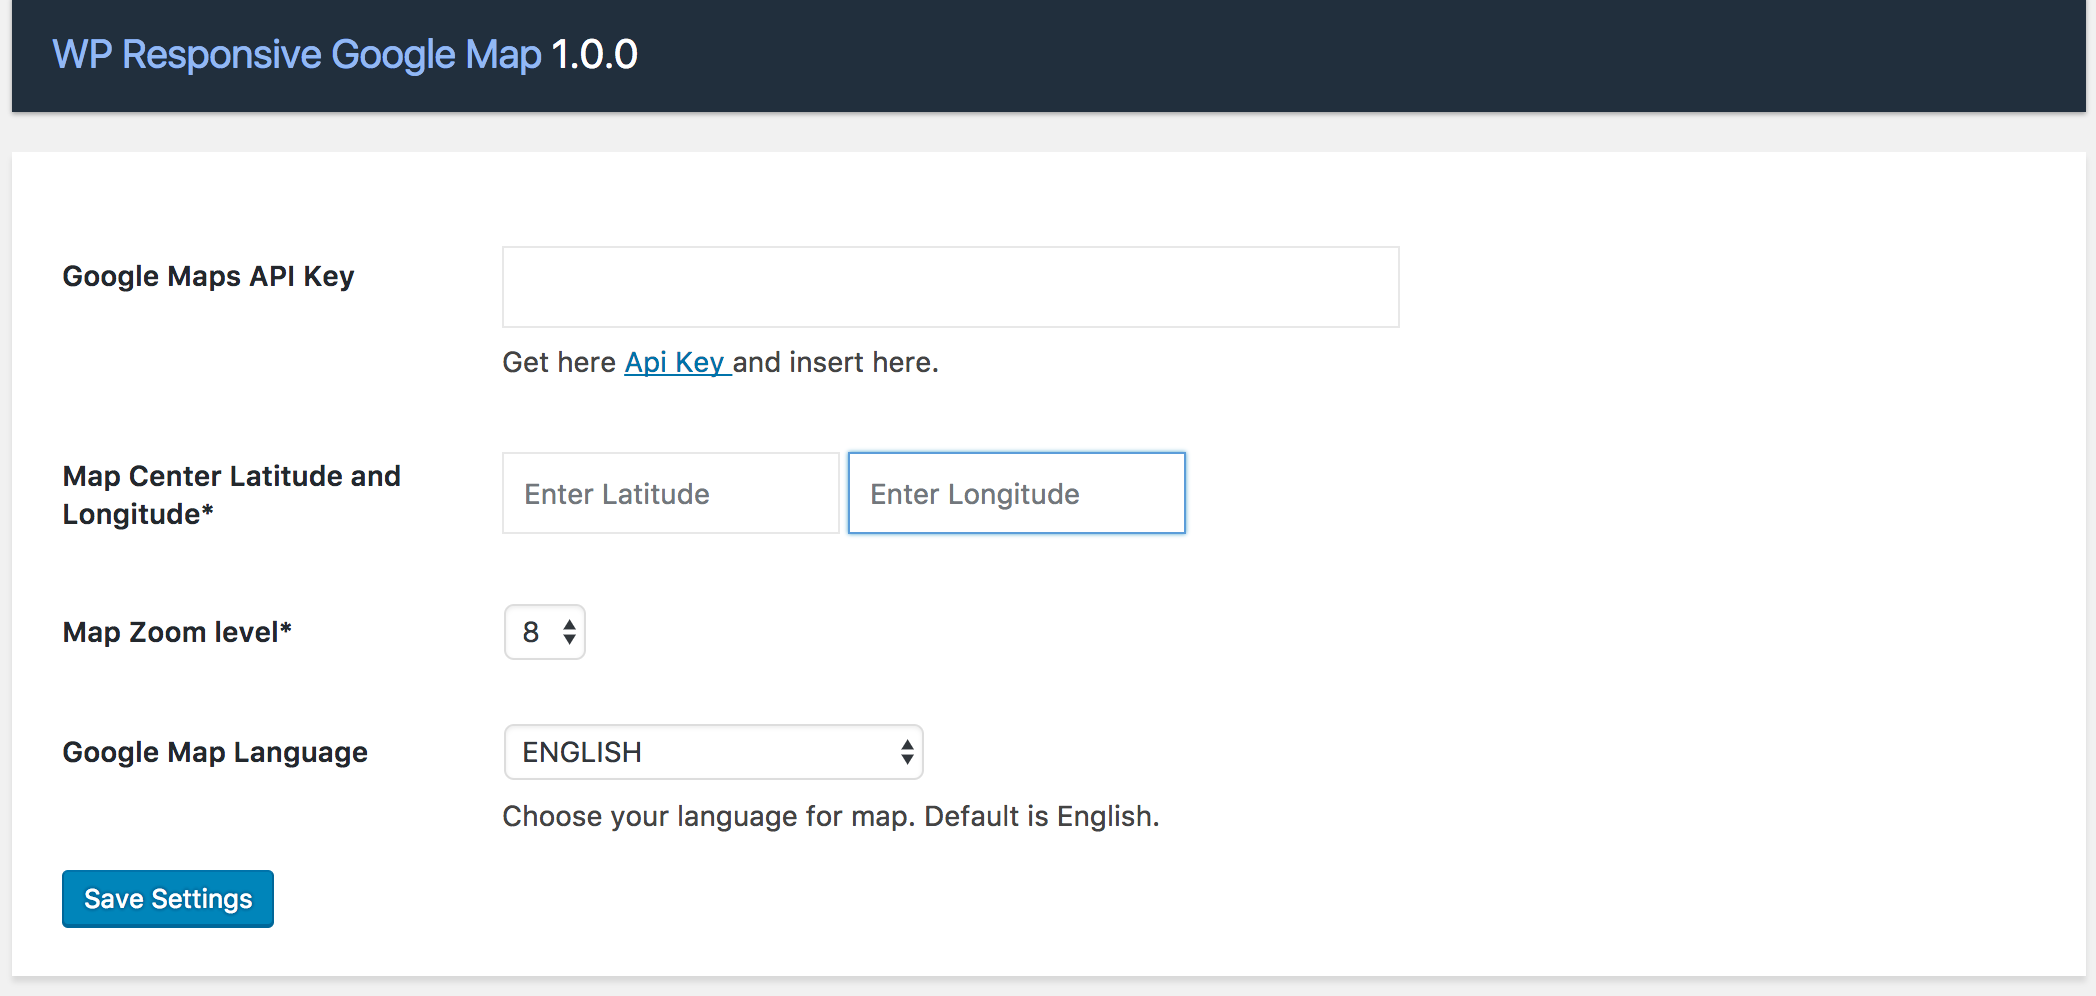 WP Responsive Google Map 1.0.0
Google Maps API Key
Get here Api Key and insert here.
Map Center Latitude and
Longitude*
Enter Latitude
Enter Longitude
Map Zoom level*
8
Google Map Language
ENGLISH
Choose your language for map. Default is English.
Save Settings